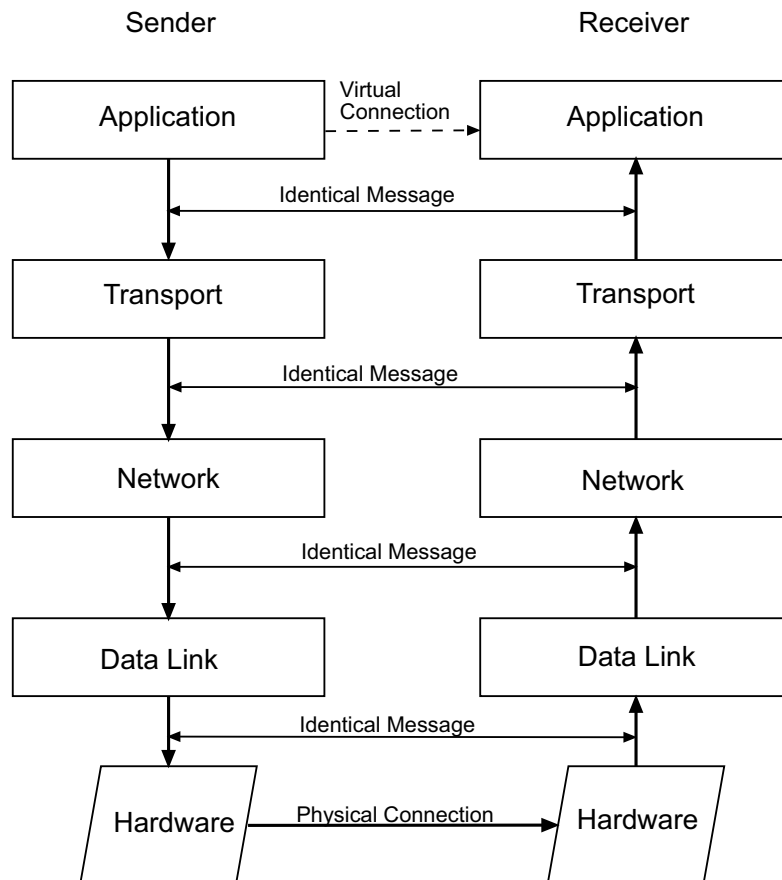 Sender
Receiver
Application
Virtual
Connection
Application
Identical Message
Transport
Transport
Identical Message
Network
Network
Identical Message
Data Link
Data Link
Identical Message
Hardware
Physical Connection
Hardware